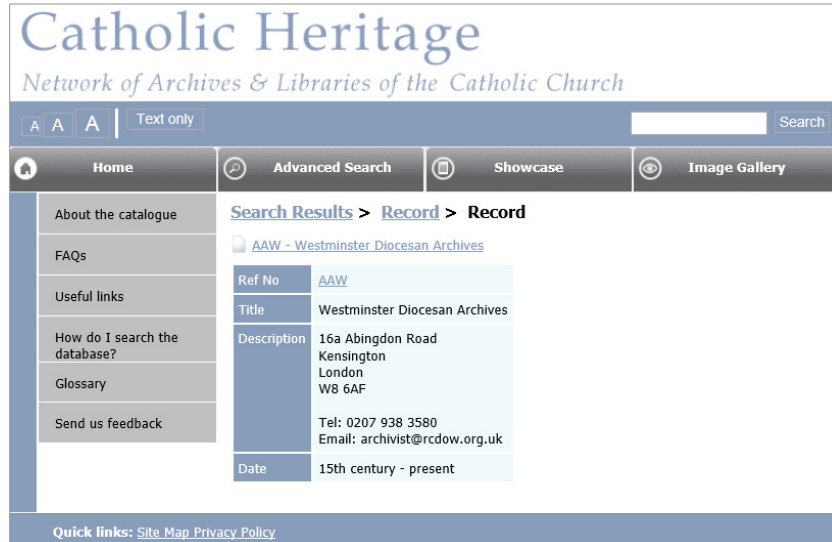 Catholic Heritage
Network of Archives & Libraries of the Catholic Church
A A A Text only
Search
Home Advanced Search Showcase Image Gallery
About the catalogue
FAQs
Useful links
How do I search the
database?
Glossary
Send us feedback
Search Results > Record > Record
AAW - Westminster Diocesan Archives
Ref No AAW
Title Westminster Diocesan Archives
Description 16a Abingdon Road
Kensington
London
W8 6AF
Tel: 0207 938 3580
Email: archivist@rcdow.org.uk
Date 15th century - present
Quick links: Site Map Privacy Policy